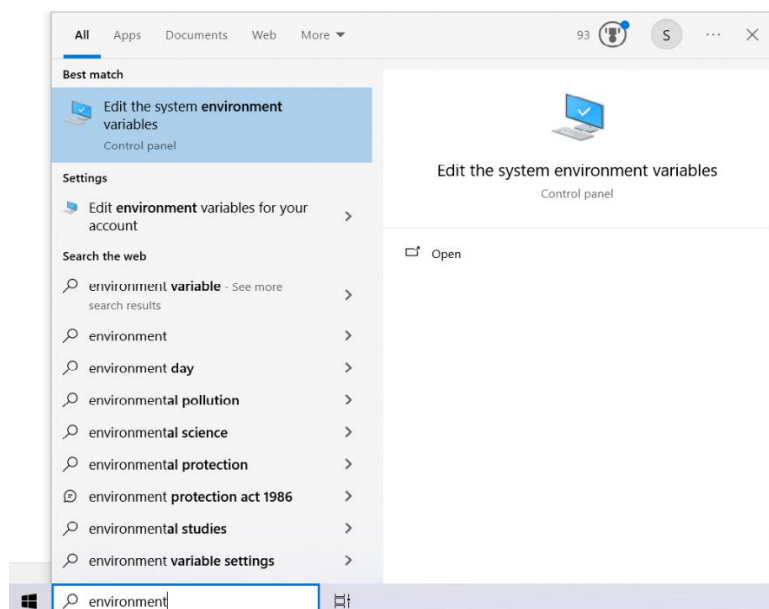 All Apps Documents Web More 93 S ...
Best match
Edit the system environment
variables
Control panel
Settings
Edit environment variables for your
account
Search the web
environment variable - See more
search results
environment
environment day
environmental pollution
environmental science
environmental protection
environment protection act 1986
environmental studies
environment variable settings
environment
Edit the system environment variables
Control panel
Open